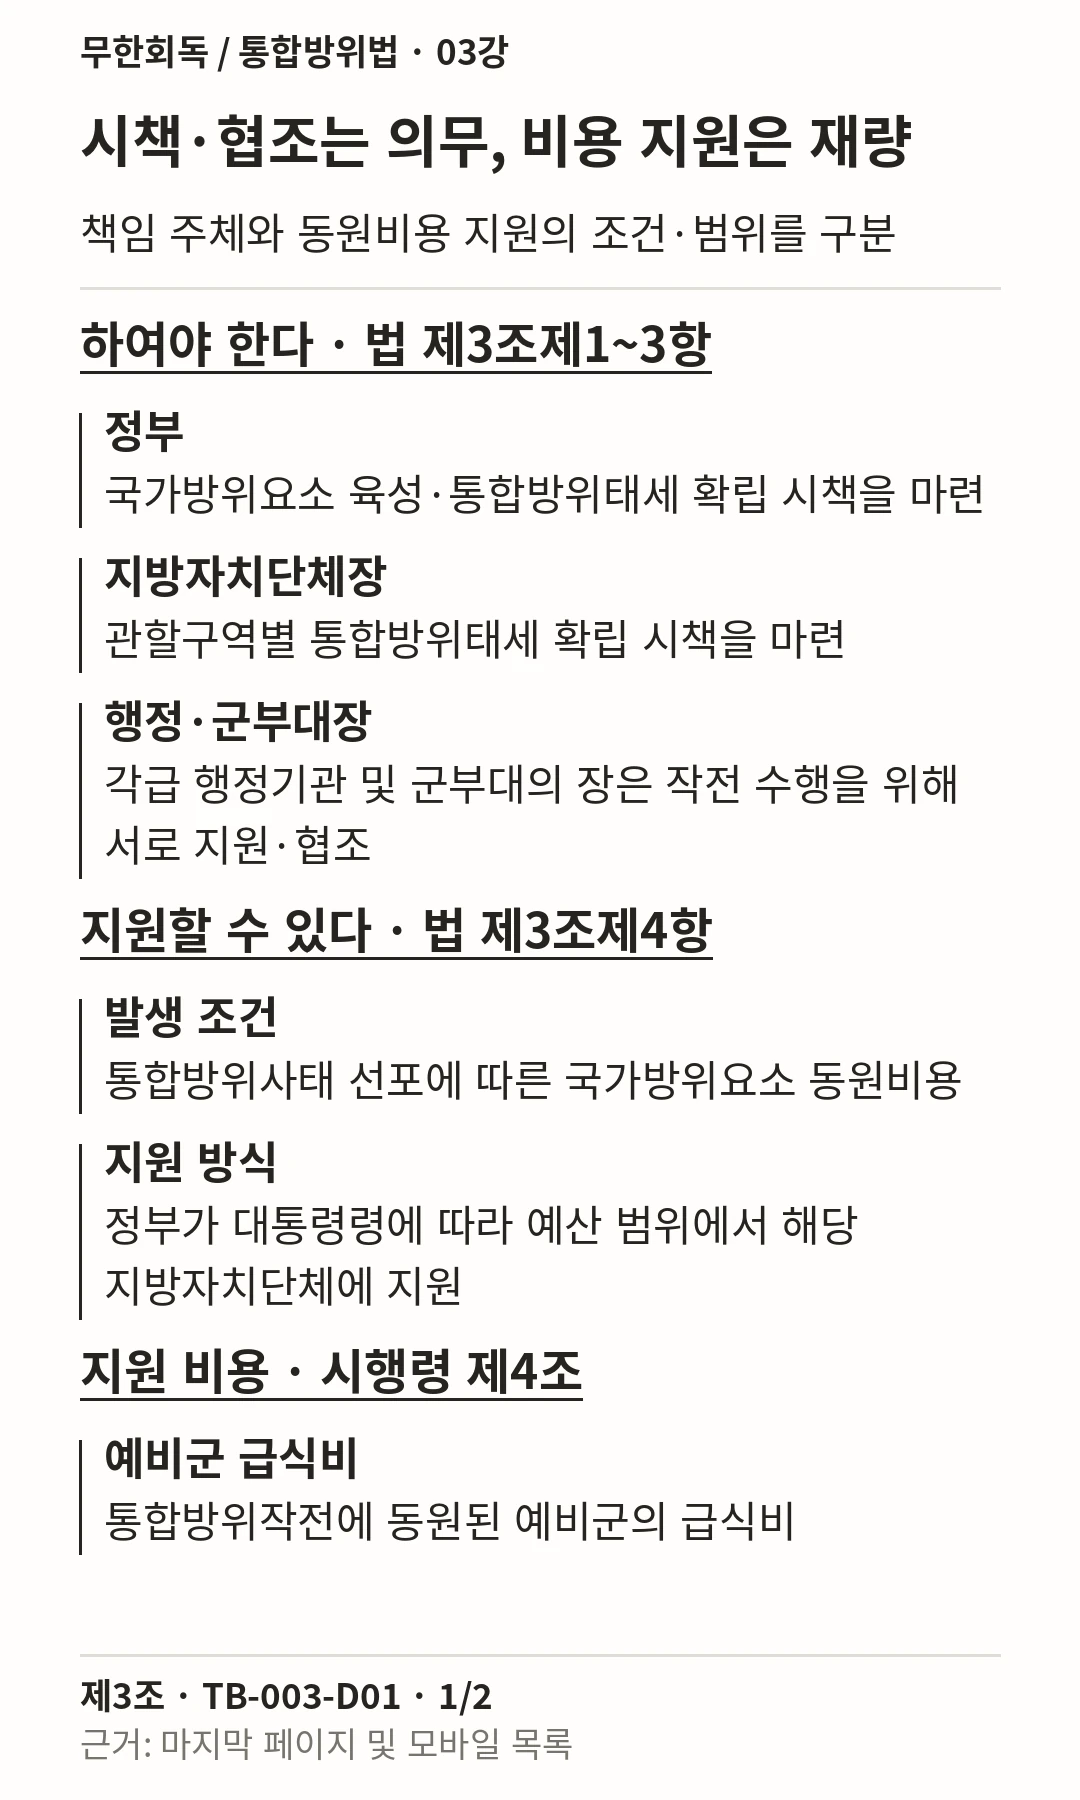 무한회독 / 통합방위법 · 03강
시책·협조는 의무, 비용 지원은 재량
책임 주체와 동원비용 지원의 조건·범위를 구분
하여야 한다 · 법 제3조제1~3항
정부
국가방위요소 육성·통합방위태세 확립 시책을 마련
지방자치단체장
관할구역별 통합방위태세 확립 시책을 마련
행정·군부대장
각급 행정기관 및 군부대의 장은 작전 수행을 위해
서로 지원·협조
지원할 수 있다 · 법 제3조제4항
발생 조건
통합방위사태 선포에 따른 국가방위요소 동원비용
지원 방식
정부가 대통령령에 따라 예산 범위에서 해당
지방자치단체에 지원
지원 비용 · 시행령 제4조
예비군 급식비
통합방위작전에 동원된 예비군의 급식비
제3조 · TB-003-D01 · 1/2
근거: 마지막 페이지 및 모바일 목록